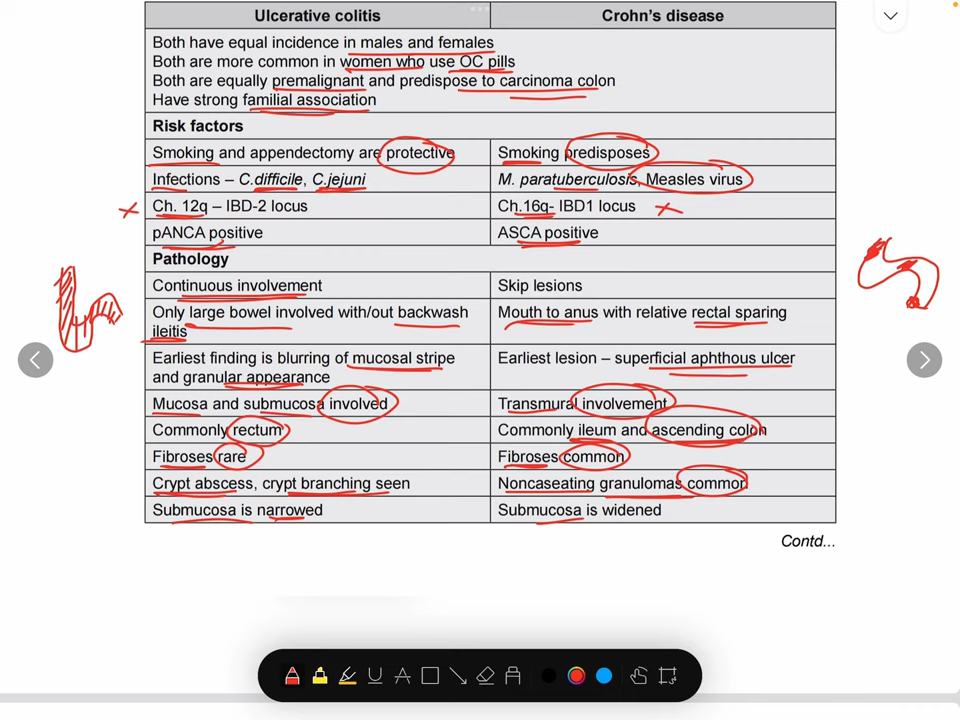 Ulcerative colitis
Crohn's disease
Both have equal incidence in males and females
Both are more common in women who use OC pills
Both are equally premalignant and predispose to carcinoma colon
Have strong familial association
Risk factors
Smoking and appendectomy are protective
Smoking predisposes
Infections – C.difficile, C.jejuni
M. paratuberculosis, Measles virus
Ch. 12q – IBD-2 locus
Ch.16q- IBD1 locus
pANCA positive
ASCA positive
Pathology
Continuous involvement
Skip lesions
Only large bowel involved with/out backwash
ileitis
Mouth to anus with relative rectal sparing
Earliest finding is blurring of mucosal stripe
and granular appearance
Earliest lesion – superficial aphthous ulcer
Mucosa and submucosa involved
Transmural involvement
Commonly rectum
Commonly ileum and ascending colon
Fibroses rare
Fibroses common
Crypt abscess, crypt branching seen
Noncaseating granulomas common
Submucosa is narrowed
Submucosa is widened
Contd...